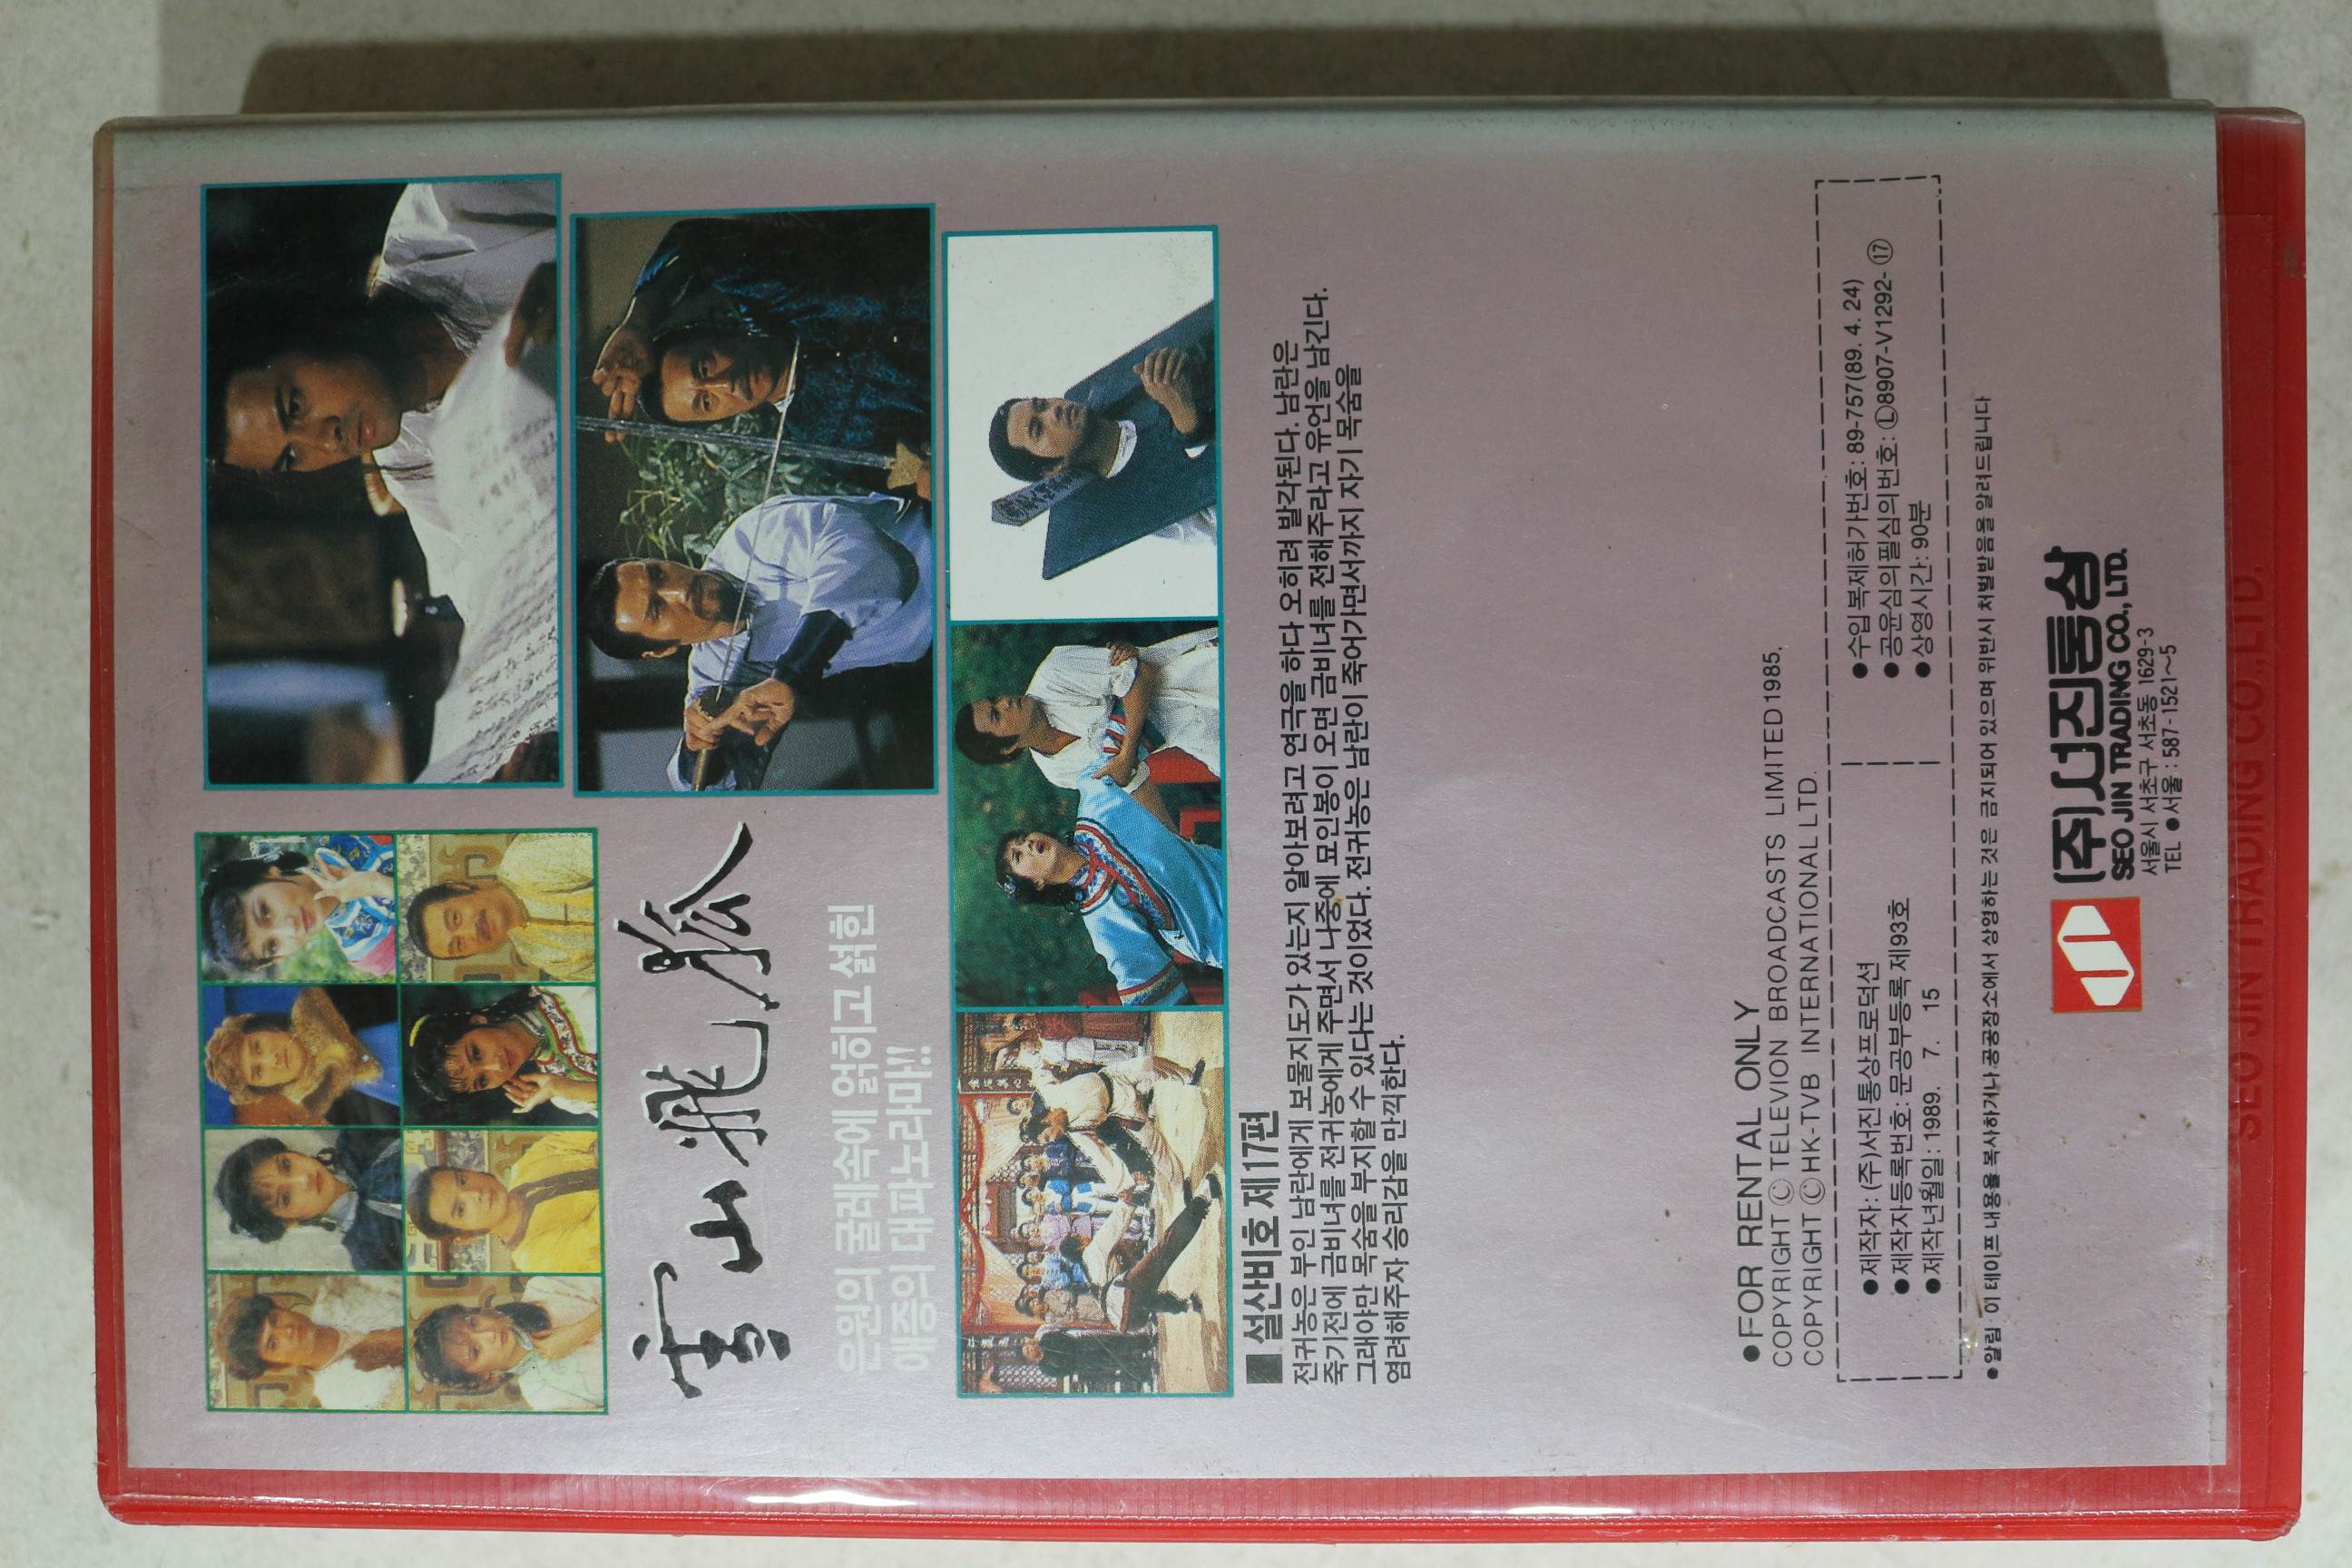 雪山飛狐
은원의 굴레속에 얽히고 설힌
애증의 대파노라마!!
■ 설산비호 제17편
전귀농은 부인 남란에게 보물지도가 있는지 알아보려고 연극을 하다 오히려 발각된다. 남란은
죽기전에 금비녀를 전귀농에게 주면서 나중에 묘인봉이 오면 금비녀를 전해주라고 유언을 남긴다.
그래야만 목숨을 부지할 수 있다는 것이었다. 전귀농은 남란이 죽어가면서까지 자기 목숨을
염려해주자 승리감을 만끽한다.
●FOR RENTAL ONLY
COPYRIGHT Ⓒ TELEVION BROADCASTS LIMITED 1985.
COPYRIGHT Ⓒ HK-TVB INTERNATIONAL LTD.
●제작자: (주)서진통상프로덕션
●제작자등록번호: 문공부등록 제93호
●제작년월일: 1989. 7. 15
●수입복제허가번호: 89-757(89. 4. 24)
●공윤심의필심의번호: Ⓛ8907-V1292-⑰
●상영시간: 90분
●알림 이 테이프 내용을 복사하거나 공공장소에서 상영하는 것은 금지되어 있으며 위반시 처벌받음을 알려드립니다
(주)서진통상
SEO JIN TRADING CO., LTD.
서울시 서초구 서초동 1629-3
TEL ●서울 : 587-1521~5
SEO JIN TRADING CO., LTD.